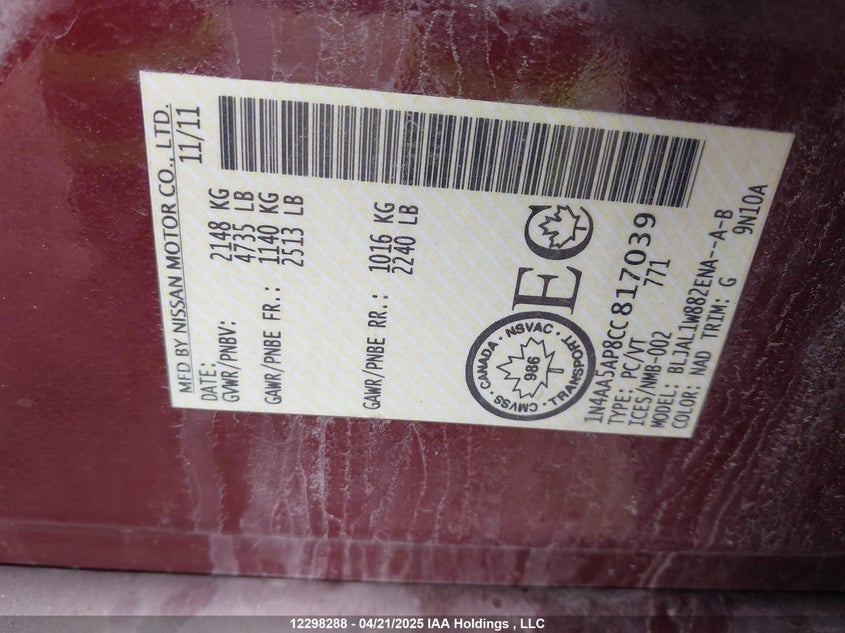 MFD BY NISSAN MOTOR CO., LTD.
DATE: 11/11
GVWR/PNBV: 2148 KG
4735 LB
GAWR/PNBE FR.: 1140 KG
2513 LB
GAWR/PNBE RR.: 1016 KG
2240 LB
EC
CANADA · NSVAC · TRANSPORT · CMVSS ·
986
1N4AA5AP8CC817039
TYPE: PC/VT 771
ICES/NMB-002
MODEL: BLJAL1W882ENA--A-B
COLOR: NAD TRIM: G 9N10A
12298288 - 04/21/2025 IAA Holdings , LLC